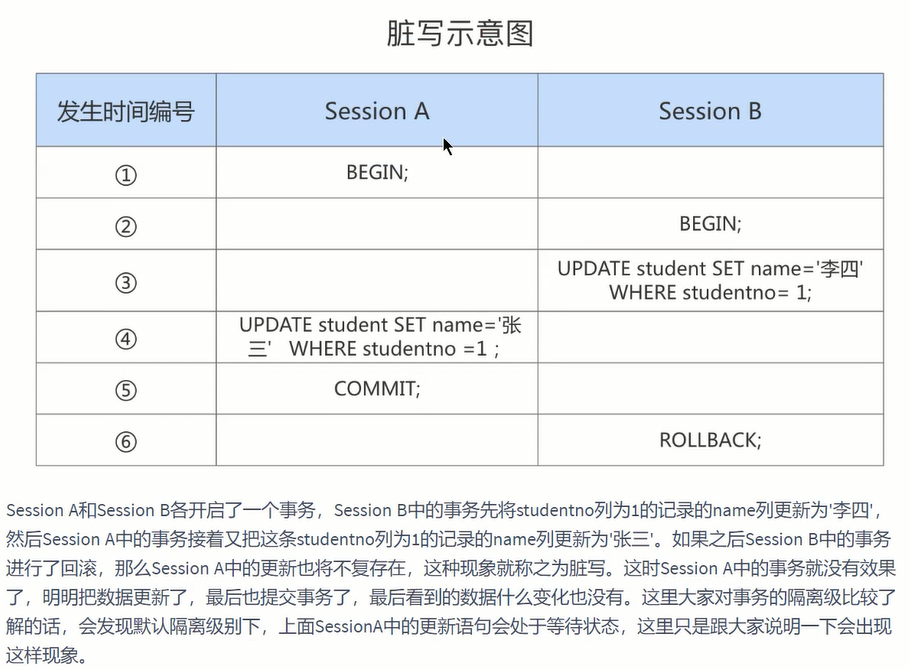 脏写示意图
发生时间编号 Session A Session B
① BEGIN;
② BEGIN;
③ UPDATE student SET name='李四'
WHERE studentno= 1;
④ UPDATE student SET name='张
三' WHERE studentno =1 ;
⑤ COMMIT;
⑥ ROLLBACK;
Session A和Session B各开启了一个事务，Session B中的事务先将studentno列为1的记录的name列更新为'李四'，
然后Session A中的事务接着又把这条studentno列为1的记录的name列更新为'张三'。如果之后Session B中的事务
进行了回滚，那么Session A中的更新也将不复存在，这种现象就称之为脏写。这时Session A中的事务就没有效果
了，明明把数据更新了，最后也提交事务了，最后看到的数据什么变化也没有。这里大家对事务的隔离级比较了
解的话，会发现默认隔离级别下，上面SessionA中的更新语句会处于等待状态，这里只是跟大家说明一下会出现
这样现象。